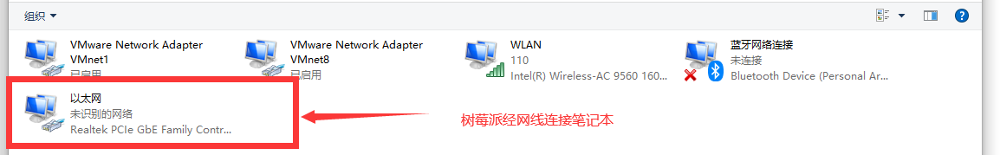 组织
VMware Network Adapter
VMnet1
已启用
VMware Network Adapter
VMnet8
已启用
WLAN
110
Intel(R) Wireless-AC 9560 160...
蓝牙网络连接
未连接
Bluetooth Device (Personal Ar...
以太网
未识别的网络
Realtek PCIe GbE Family Contr...
树莓派经网线连接笔记本